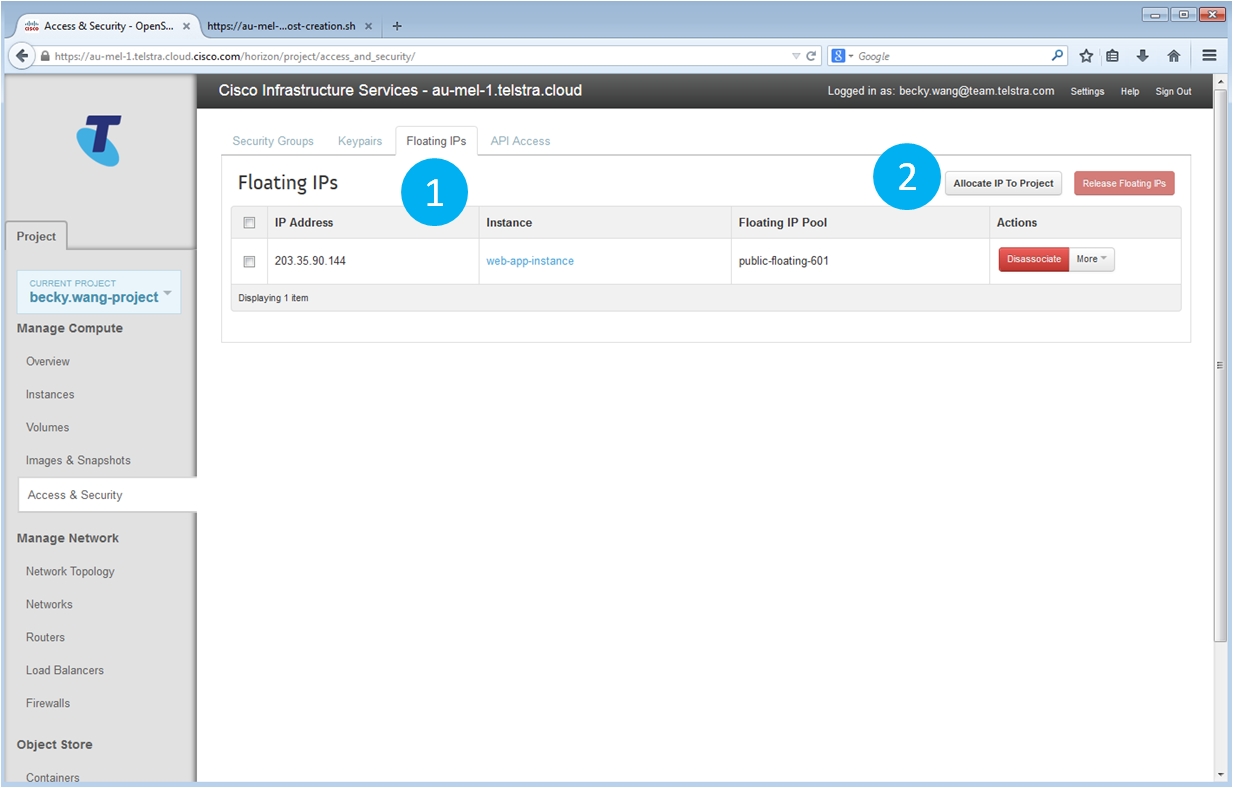 Access & Security - OpenS...
https://au-mel-...ost-creation.sh
https://au-mel-1.telstra.cloud.cisco.com/horizon/project/access_and_security/
Google
Cisco Infrastructure Services - au-mel-1.telstra.cloud
Logged in as: becky.wang@team.telstra.com
Settings
Help
Sign Out
Security Groups
Keypairs
Floating IPs
API Access
Floating IPs
1
2
Allocate IP To Project
Release Floating IPs
IP Address
Instance
Floating IP Pool
Actions
203.35.90.144
web-app-instance
public-floating-601
Disassociate
More
Displaying 1 item
Project
CURRENT PROJECT
becky.wang-project
Manage Compute
Overview
Instances
Volumes
Images & Snapshots
Access & Security
Manage Network
Network Topology
Networks
Routers
Load Balancers
Firewalls
Object Store
Containers